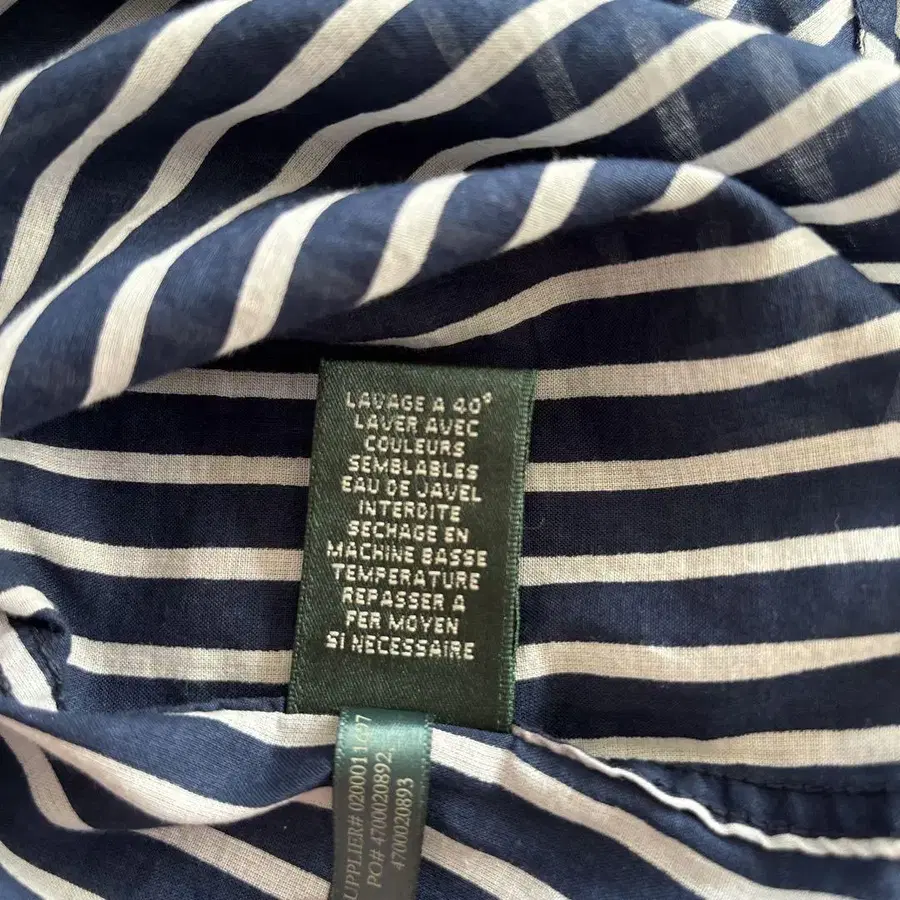 LAVAGE A 40°
LAVER AVEC
COULEURS
SEMBLABLES
EAU DE JAVEL
INTERDITE
SECHAGE EN
MACHINE BASSE
TEMPERATURE
REPASSER A
FER MOYEN
SI NECESSAIRE
PO# 4700020892,
4700020893